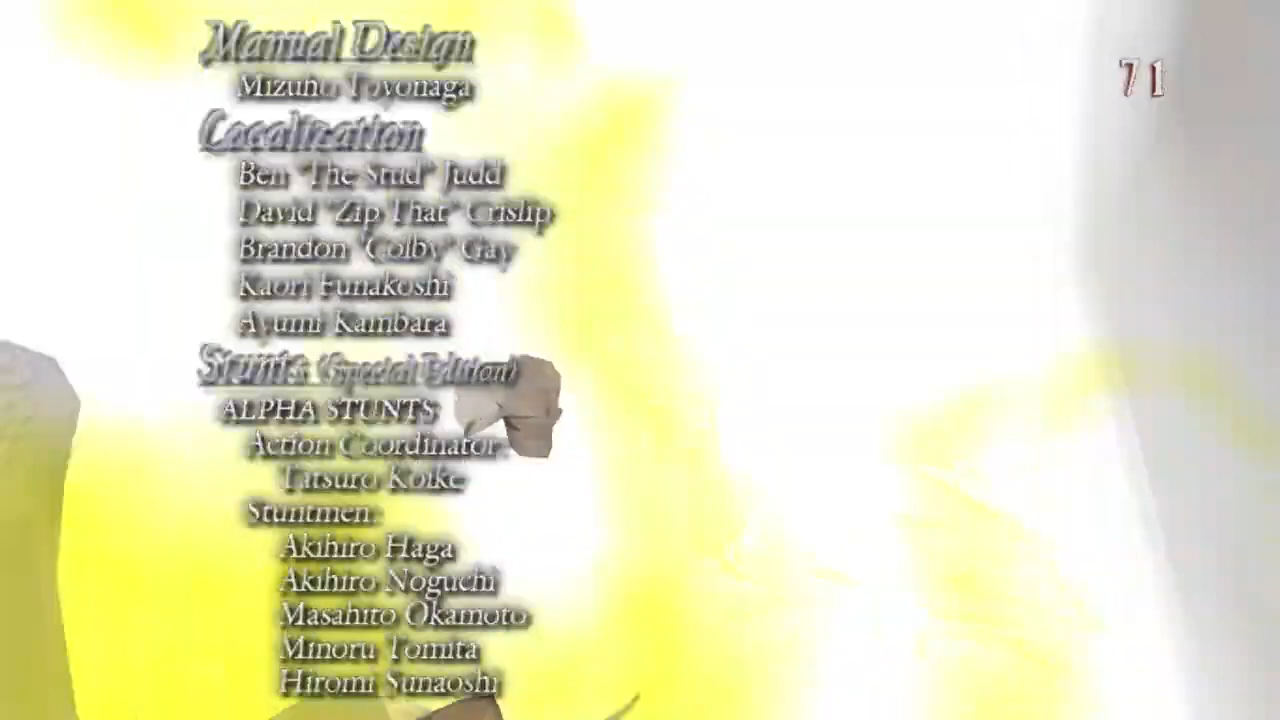 Manual Design
Mizuho Toyonaga
71
Localization
Ben "The Stud" Judd
David "Zip That" Crislip
Brandon "Colby" Gay
Kaori Funakoshi
Ayumi Kambara
Stunts (Special Edition)
ALPHA STUNTS
Action Coordinator:
Tatsuro Koike
Stuntmen:
Akihiro Haga
Akihiro Noguchi
Masahito Okamoto
Minoru Tomita
Hiromi Sunaoshi